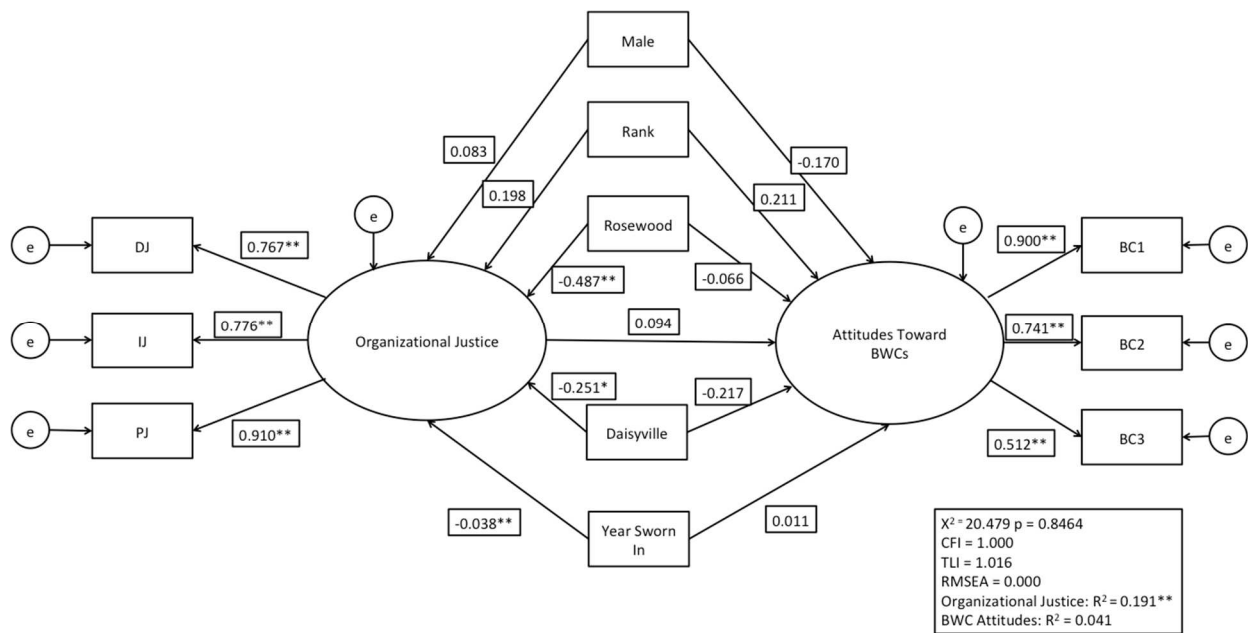 Male
0.083
-0.170
Rank
0.198
0.211
e
e
Rosewood
-0.487**
-0.066
e
DJ
0.767**
0.900**
BC1
e
e
IJ
0.776**
Organizational Justice
0.094
Attitudes Toward
BWCs
0.741**
BC2
e
e
PJ
0.910**
-0.251*
-0.217
Daisyville
0.512**
BC3
e
-0.038**
Year Sworn
In
0.011
X² = 20.479 p = 0.8464
CFI = 1.000
TLI = 1.016
RMSEA = 0.000
Organizational Justice: R² = 0.191**
BWC Attitudes: R² = 0.041